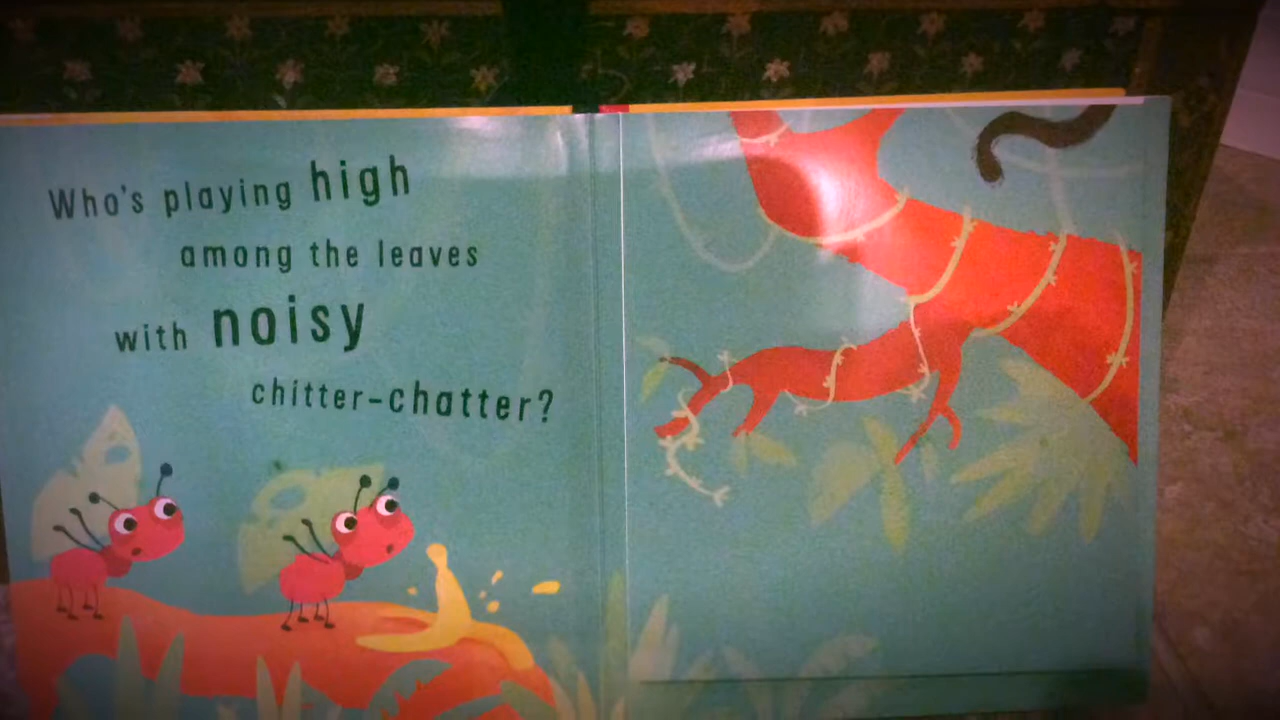 Who's playing high
among the leaves
with noisy
chitter-chatter?